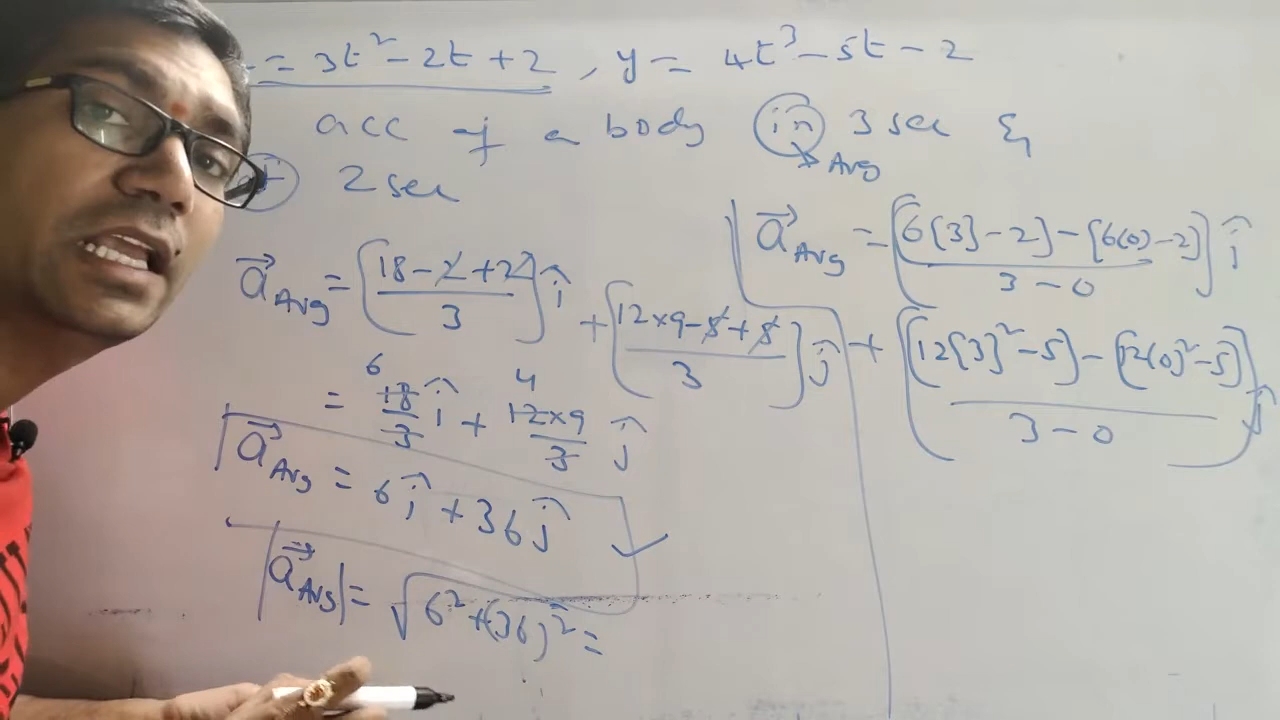 = 3t² - 2t + 2 , y = 4t³ - 5t - 2
acc of a body in 3 sec &
Avg
2 sec
a⃗Avg = [(18 - 2 + 2)/3] î + [(12×9 - 5 + 5)/3] ĵ
= 18/3 î + 12×9/3 ĵ
6 4
a⃗Avg = 6î + 36ĵ
|a⃗Avg| = √6² + (36)² =
a⃗Avg = [([6(3) - 2] - [6(0) - 2])/(3 - 0)] î
+ [([12(3)² - 5] - [12(0)² - 5])/(3 - 0)] ĵ